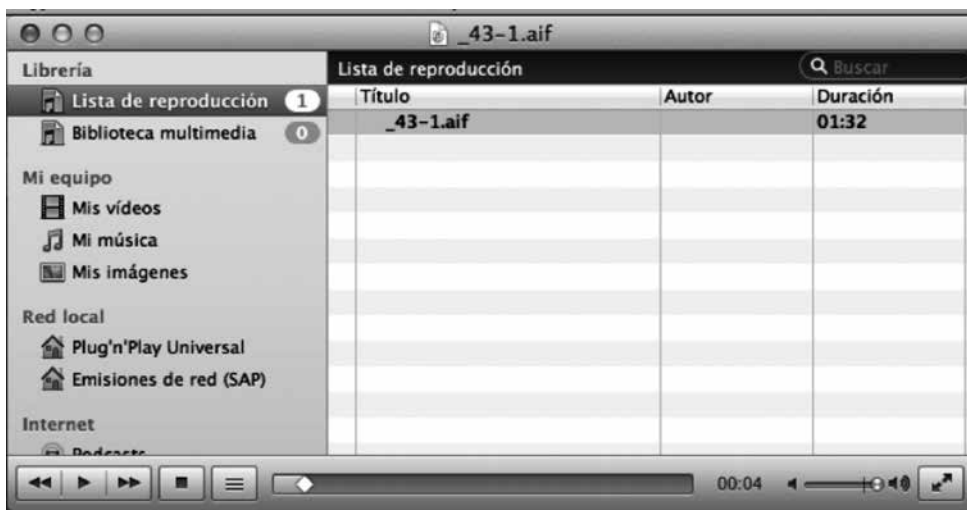 _43-1.aif
Librería
Lista de reproducción 1
Biblioteca multimedia 0
Mi equipo
Mis vídeos
Mi música
Mis imágenes
Red local
Plug'n'Play Universal
Emisiones de red (SAP)
Internet
Podcasts
Lista de reproducción
Buscar
Título Autor Duración
_43-1.aif 01:32
00:04